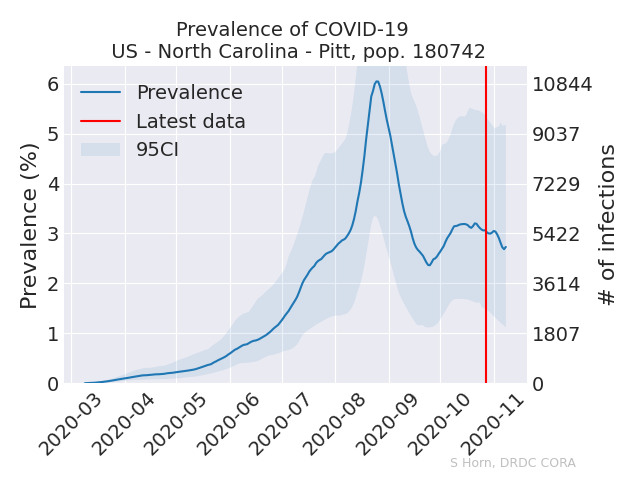 Prevalence of COVID-19
US - North Carolina - Pitt, pop. 180742
Prevalence
Latest data
95CI
Prevalence (%)
6
5
4
3
2
1
0
10844
9037
7229
5422
3614
1807
0
# of infections
2020-03
2020-04
2020-05
2020-06
2020-07
2020-08
2020-09
2020-10
2020-11
S Horn, DRDC CORA